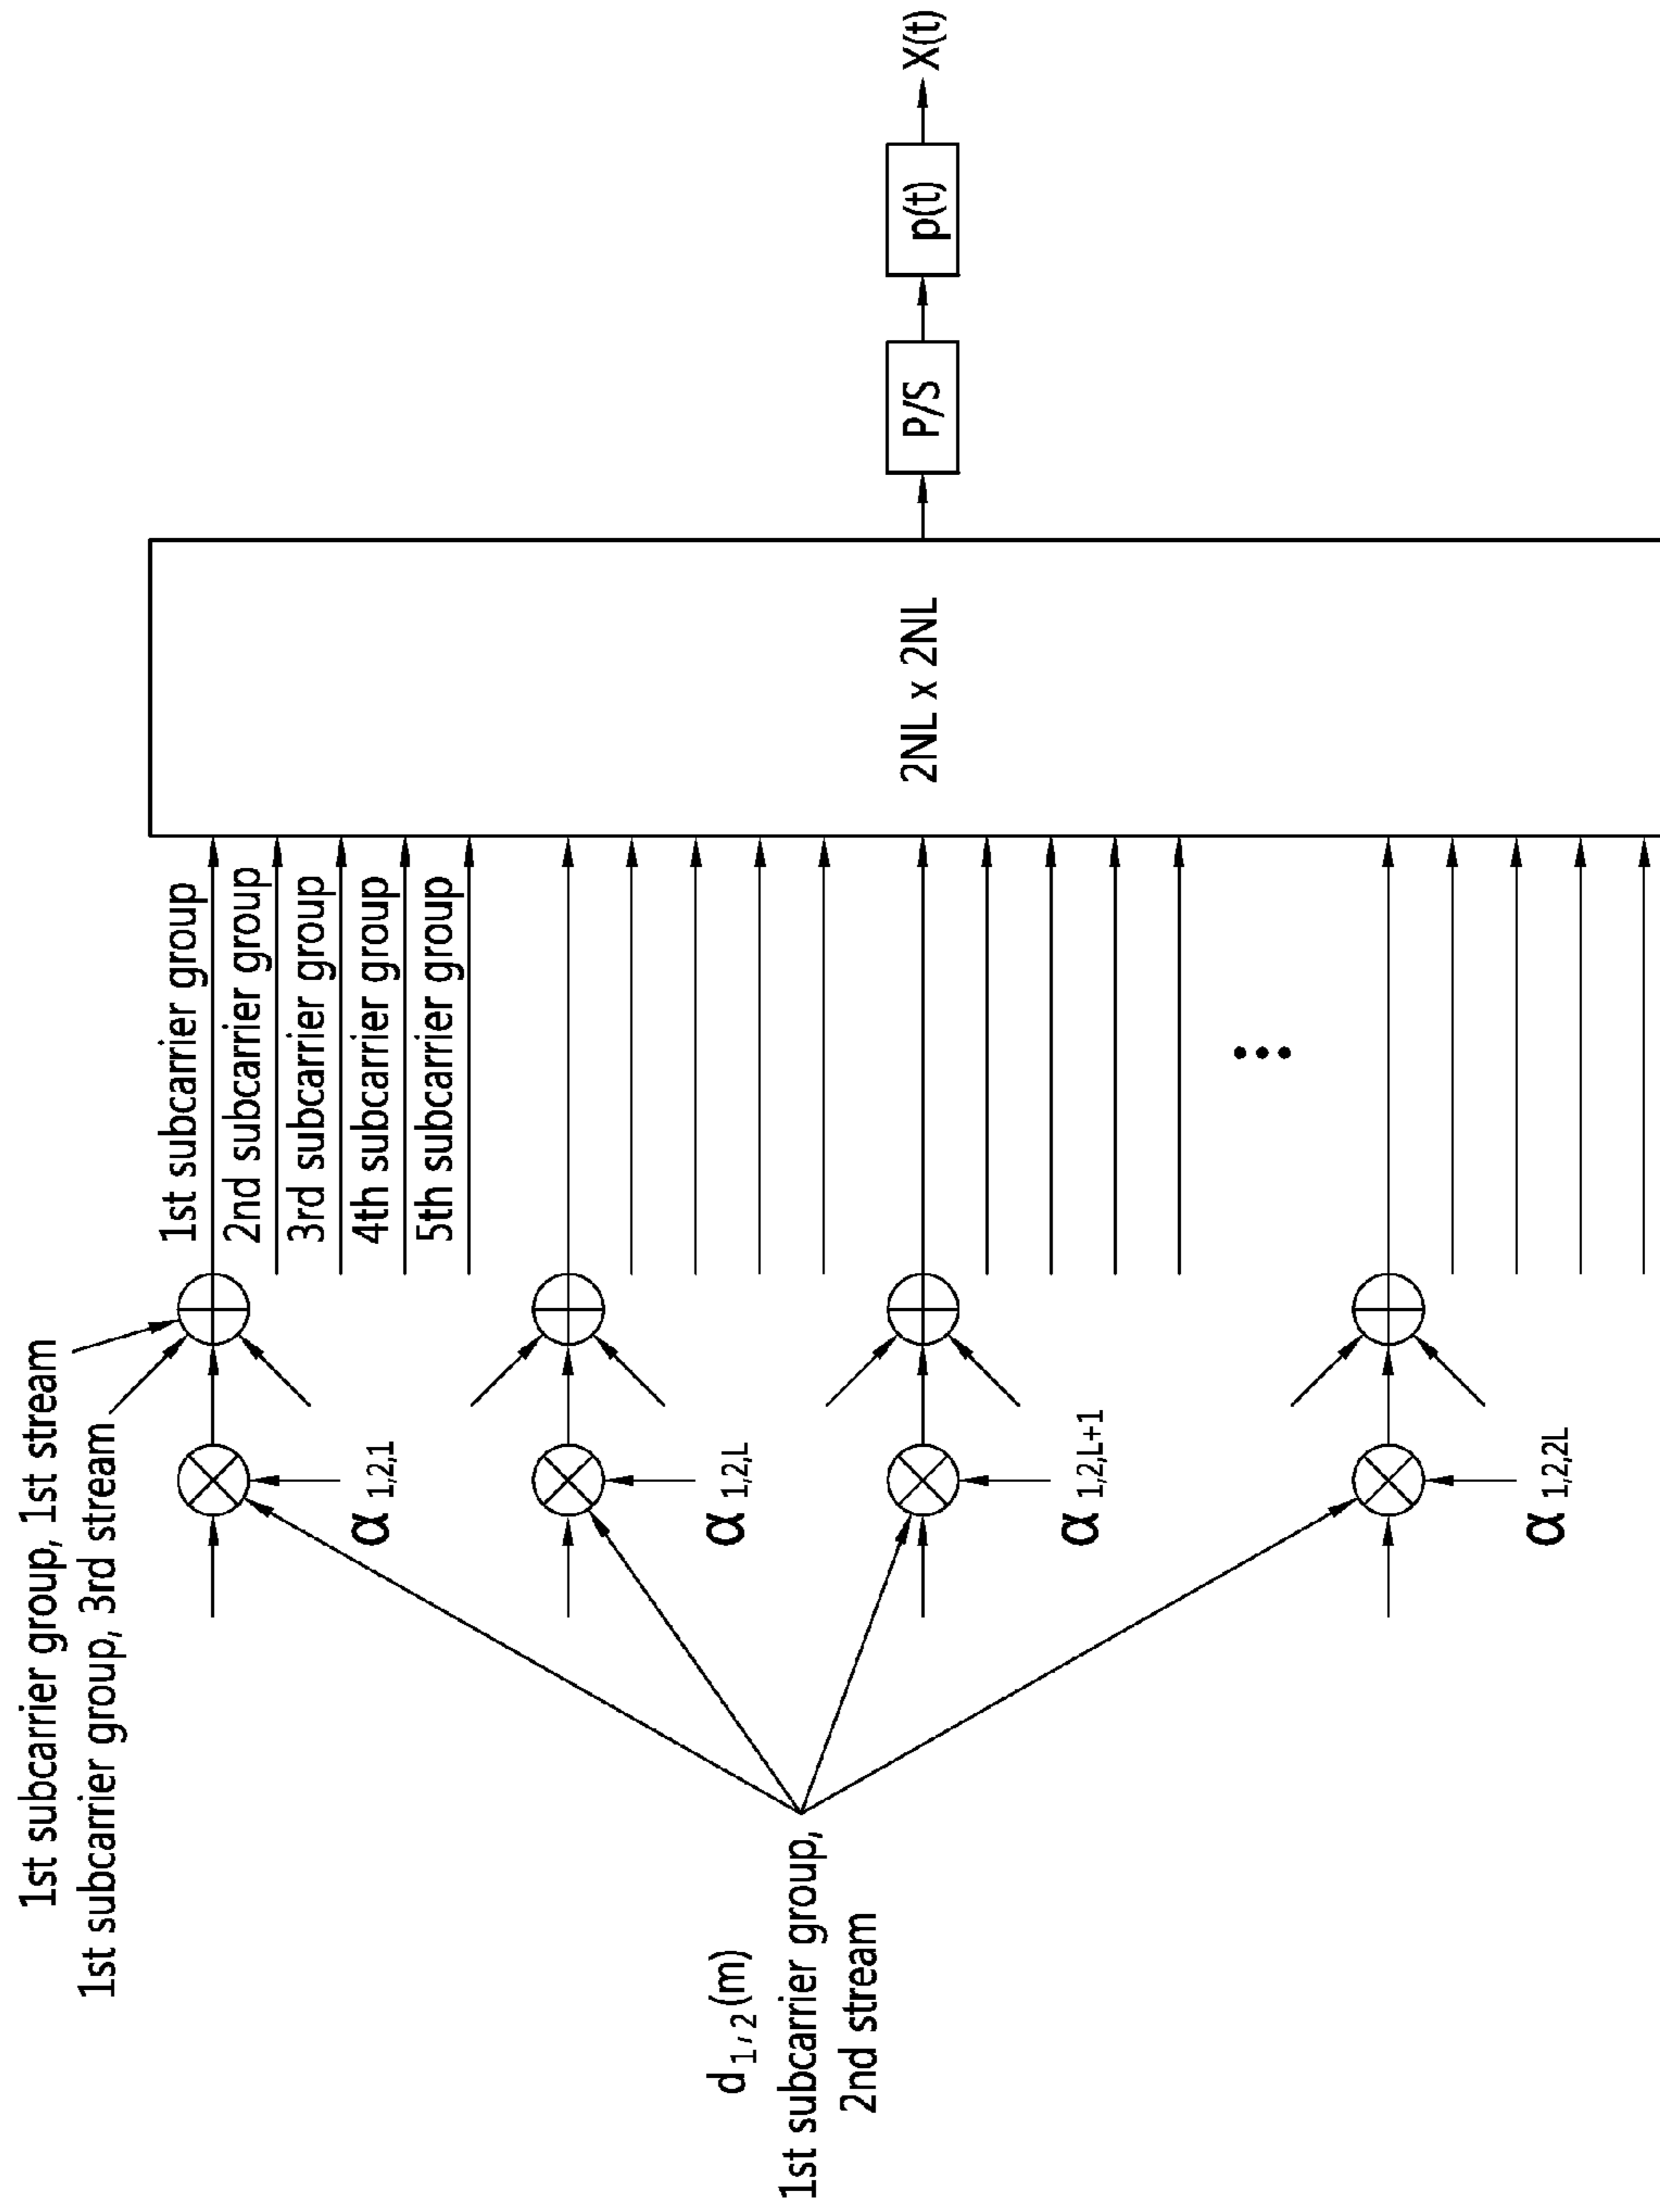 1st subcarrier group, 1st stream
1st subcarrier group, 3rd stream
d1,2(m)
1st subcarrier group,
2nd stream
α 1,2,1
α 1,2,L
α 1,2,L+1
α 1,2,2L
1st subcarrier group
2nd subcarrier group
3rd subcarrier group
4th subcarrier group
5th subcarrier group
2NL x 2NL
P/S
p(t)
X(t)